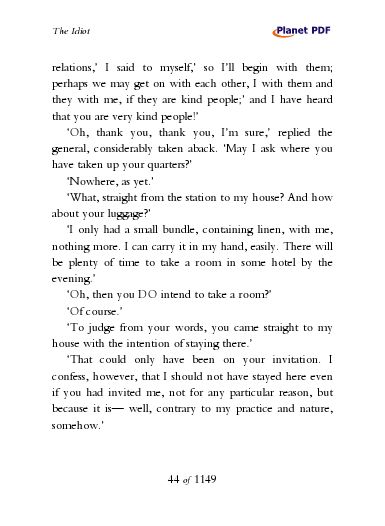 The Idiot
Planet PDF
relations,’ I said to myself,’ so I’ll begin with them;
perhaps we may get on with each other, I with them and
they with me, if they are kind people;’ and I have heard
that you are very kind people!’
‘Oh, thank you, thank you, I’m sure,’ replied the
general, considerably taken aback. ‘May I ask where you
have taken up your quarters?’
‘Nowhere, as yet.’
‘What, straight from the station to my house? And how
about your luggage?’
‘I only had a small bundle, containing linen, with me,
nothing more. I can carry it in my hand, easily. There will
be plenty of time to take a room in some hotel by the
evening.’
‘Oh, then you DO intend to take a room?’
‘Of course.’
‘To judge from your words, you came straight to my
house with the intention of staying there.’
‘That could only have been on your invitation. I
confess, however, that I should not have stayed here even
if you had invited me, not for any particular reason, but
because it is— well, contrary to my practice and nature,
somehow.’
44 of 1149